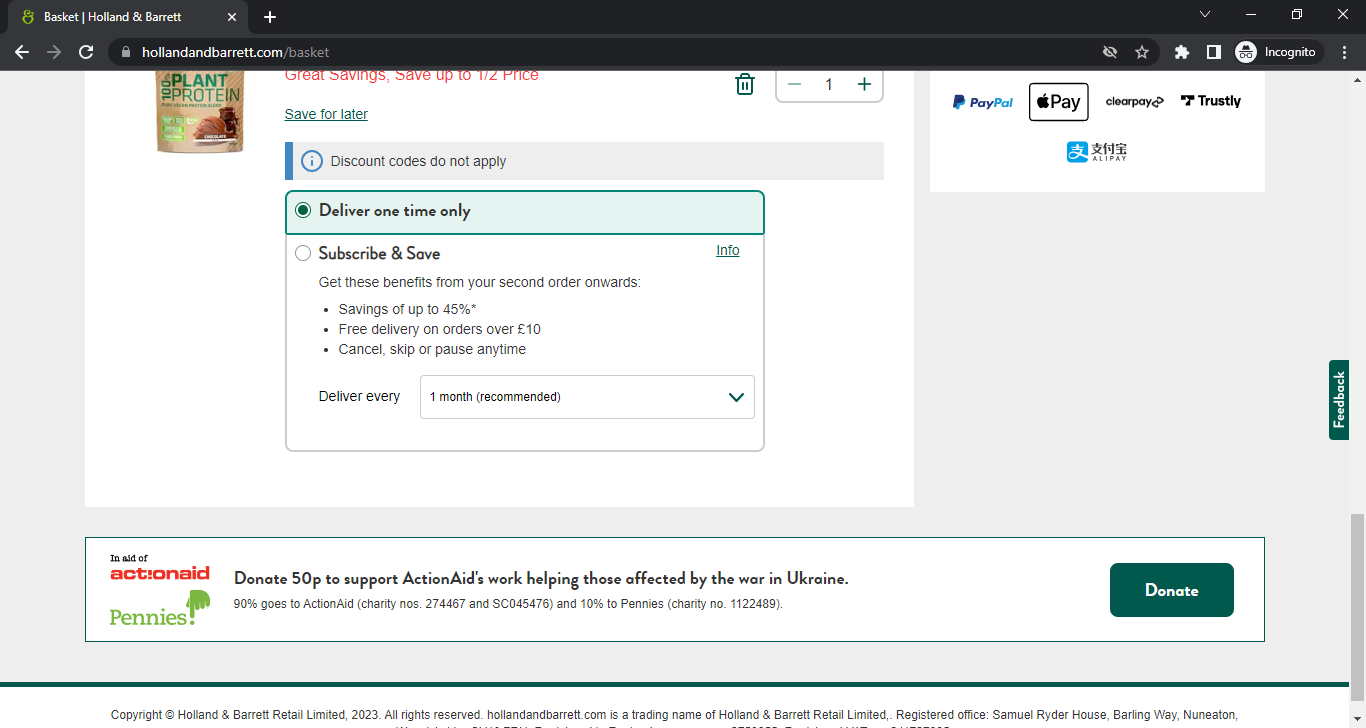 Basket | Holland & Barrett
hollandandbarrett.com/basket
Incognito
Great Savings, Save up to 1/2 Price
100% PLANT
PROTEIN
CHOCOLATE
1
Save for later
Discount codes do not apply
Deliver one time only
Subscribe & Save
Info
Get these benefits from your second order onwards:
• Savings of up to 45%*
• Free delivery on orders over £10
• Cancel, skip or pause anytime
Deliver every
1 month (recommended)
PayPal
Pay
clearpay
Trustly
支付宝
ALIPAY
Feedback
In aid of
act:onaid
Pennies
Donate 50p to support ActionAid's work helping those affected by the war in Ukraine.
90% goes to ActionAid (charity nos. 274467 and SC045476) and 10% to Pennies (charity no. 1122489).
Donate
Copyright © Holland & Barrett Retail Limited, 2023. All rights reserved. hollandandbarrett.com is a trading name of Holland & Barrett Retail Limited,. Registered office: Samuel Ryder House, Barling Way, Nuneaton,